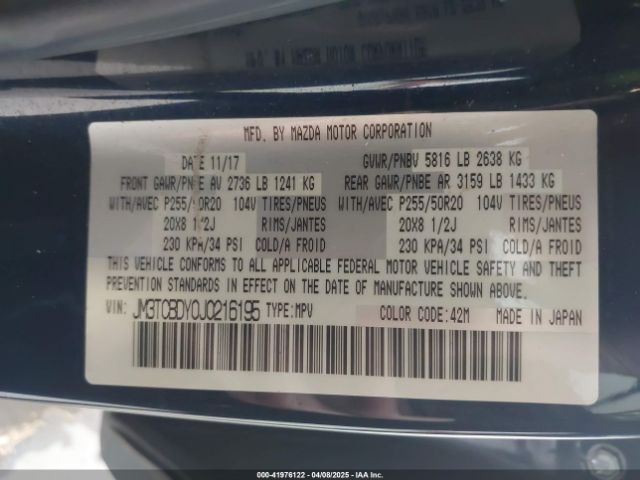 MFD. BY MAZDA MOTOR CORPORATION
DATE 11/17 GVWR/PNBV 5816 LB 2638 KG
FRONT GAWR/PNBE AV 2736 LB 1241 KG REAR GAWR/PNBE AR 3159 LB 1433 KG
WITH/AVEC P255/50R20 104V TIRES/PNEUS WITH/AVEC P255/50R20 104V TIRES/PNEUS
20X8 1/2J RIMS/JANTES 20X8 1/2J RIMS/JANTES
230 KPA/34 PSI COLD/A FROID 230 KPA/34 PSI COLD/A FROID
THIS VEHICLE CONFORMS TO ALL APPLICABLE FEDERAL MOTOR VEHICLE SAFETY AND THEFT
PREVENTION STANDARDS IN EFFECT ON THE DATE OF MANUFACTURE SHOWN ABOVE.
VIN: JM3TCBDY0J0216195 TYPE:MPV COLOR CODE:42M MADE IN JAPAN
000-41976122 - 04/08/2025 - IAA Inc.